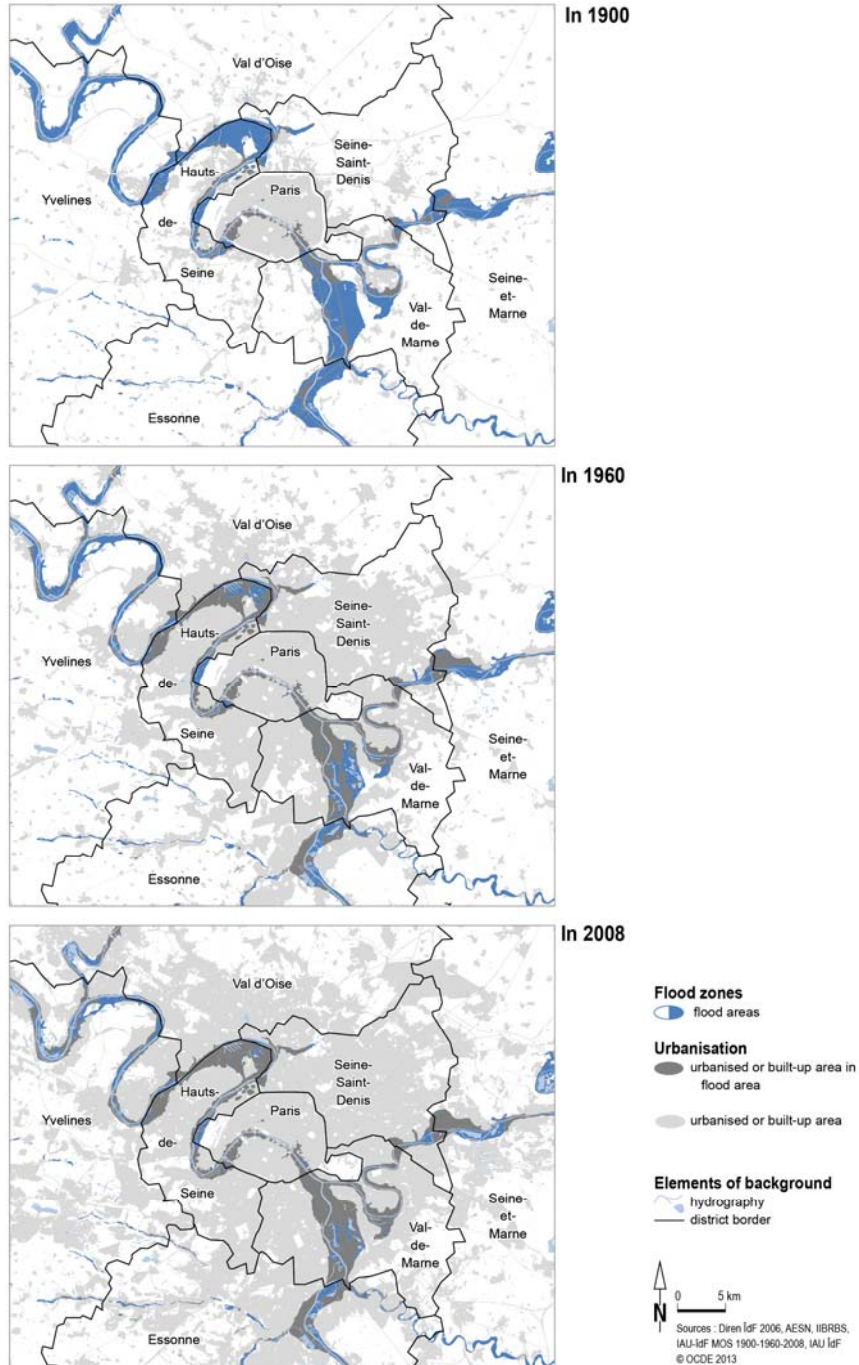 In 1900
Val d'Oise
Seine-
Saint-
Denis
Hauts-
Paris
Yvelines
de-
Seine
Seine-
et-
Marne
Val-
de-
Marne
Essonne
In 1960
Val d'Oise
Seine-
Saint-
Denis
Hauts-
Paris
Yvelines
de-
Seine
Seine-
et-
Marne
Val-
de-
Marne
Essonne
In 2008
Val d'Oise
Seine-
Saint-
Denis
Hauts-
Paris
Yvelines
de-
Seine
Seine-
et-
Marne
Val-
de-
Marne
Essonne
Flood zones
flood areas
Urbanisation
urbanised or built-up area in
flood area
urbanised or built-up area
Elements of background
hydrography
district border
N
0 5 km
Sources : Diren ÎdF 2006, AESN, IIBRBS,
IAU-îdF MOS 1900-1960-2008, IAU ÎdF
© OCDE 2013